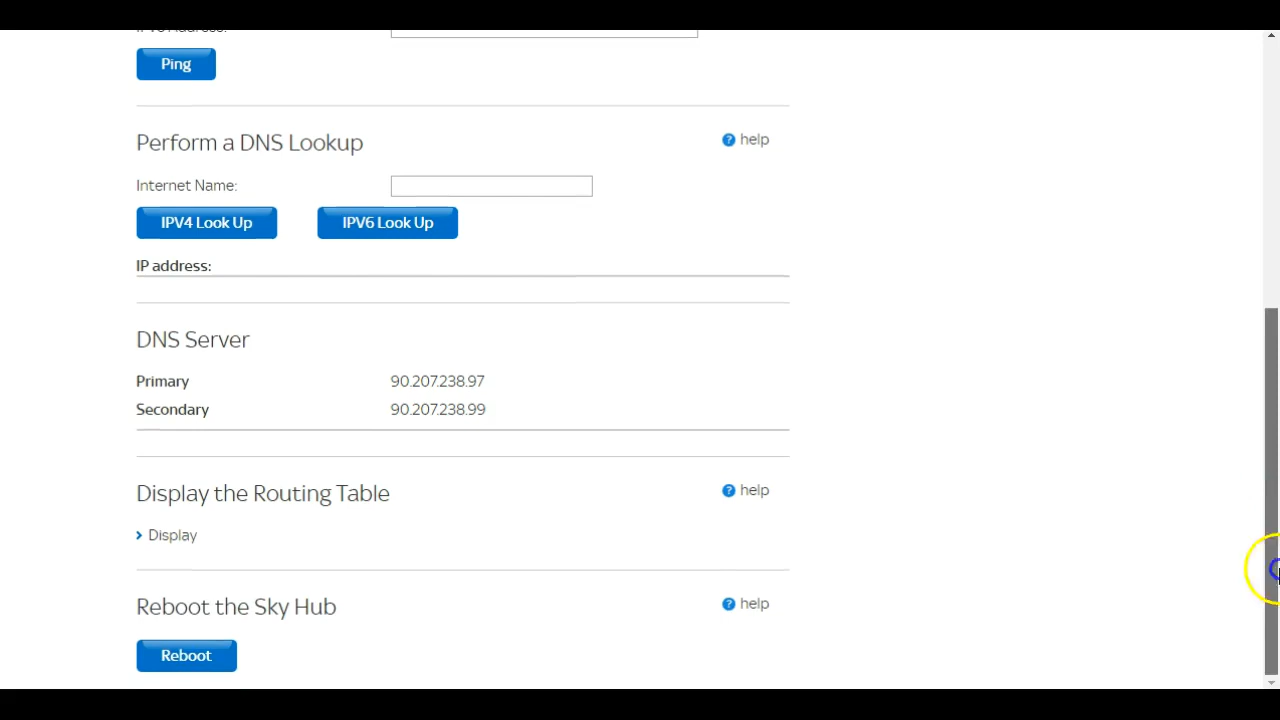 Ping
Perform a DNS Lookup help
Internet Name:
IPV4 Look Up IPV6 Look Up
IP address:
DNS Server
Primary 90.207.238.97
Secondary 90.207.238.99
Display the Routing Table help
Display
Reboot the Sky Hub help
Reboot